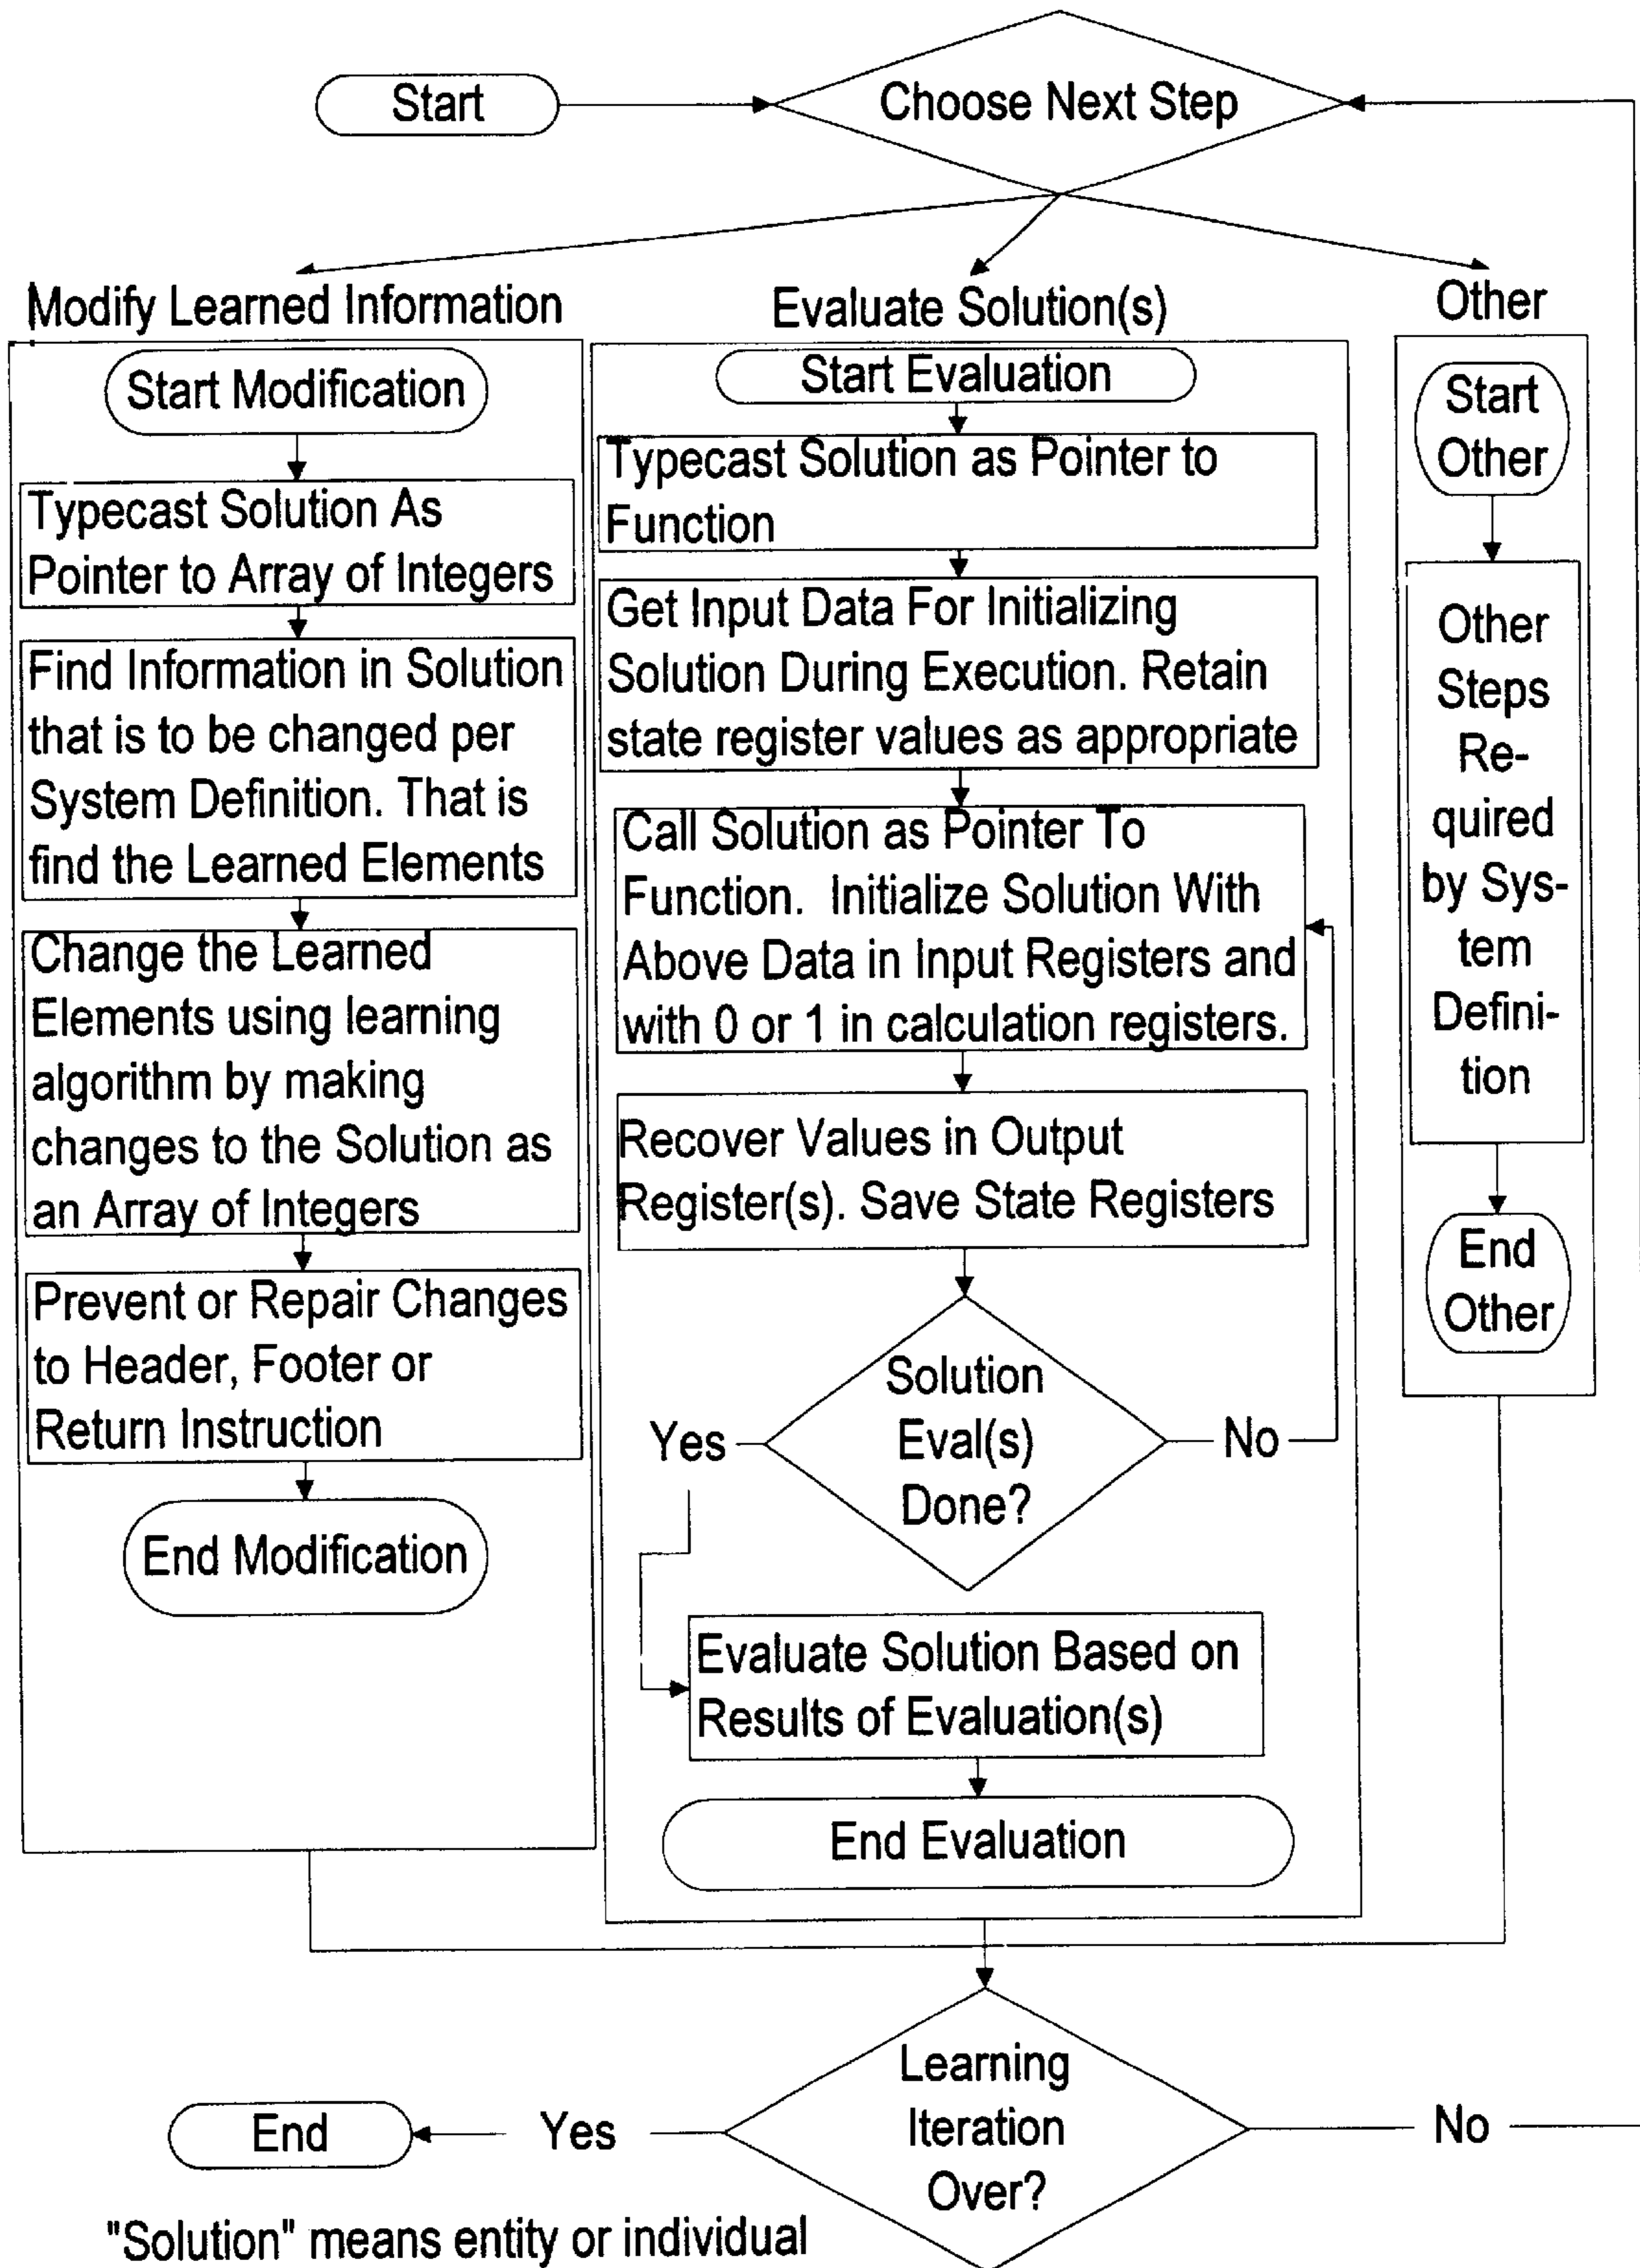 Start
Choose Next Step
Modify Learned Information
Start Modification
Typecast Solution As
Pointer to Array of Integers
Find Information in Solution
that is to be changed per
System Definition. That is
find the Learned Elements
Change the Learned
Elements using learning
algorithm by making
changes to the Solution as
an Array of Integers
Prevent or Repair Changes
to Header, Footer or
Return Instruction
End Modification
Evaluate Solution(s)
Start Evaluation
Typecast Solution as Pointer to
Function
Get Input Data For Initializing
Solution During Execution. Retain
state register values as appropriate
Call Solution as Pointer To
Function. Initialize Solution With
Above Data in Input Registers and
with 0 or 1 in calculation registers.
Recover Values in Output
Register(s). Save State Registers
Solution
Eval(s)
Done?
Yes
No
Evaluate Solution Based on
Results of Evaluation(s)
End Evaluation
Other
Start
Other
Other
Steps
Re-
quired
by Sys-
tem
Defini-
tion
End
Other
Learning
Iteration
Over?
Yes
No
End
"Solution" means entity or individual